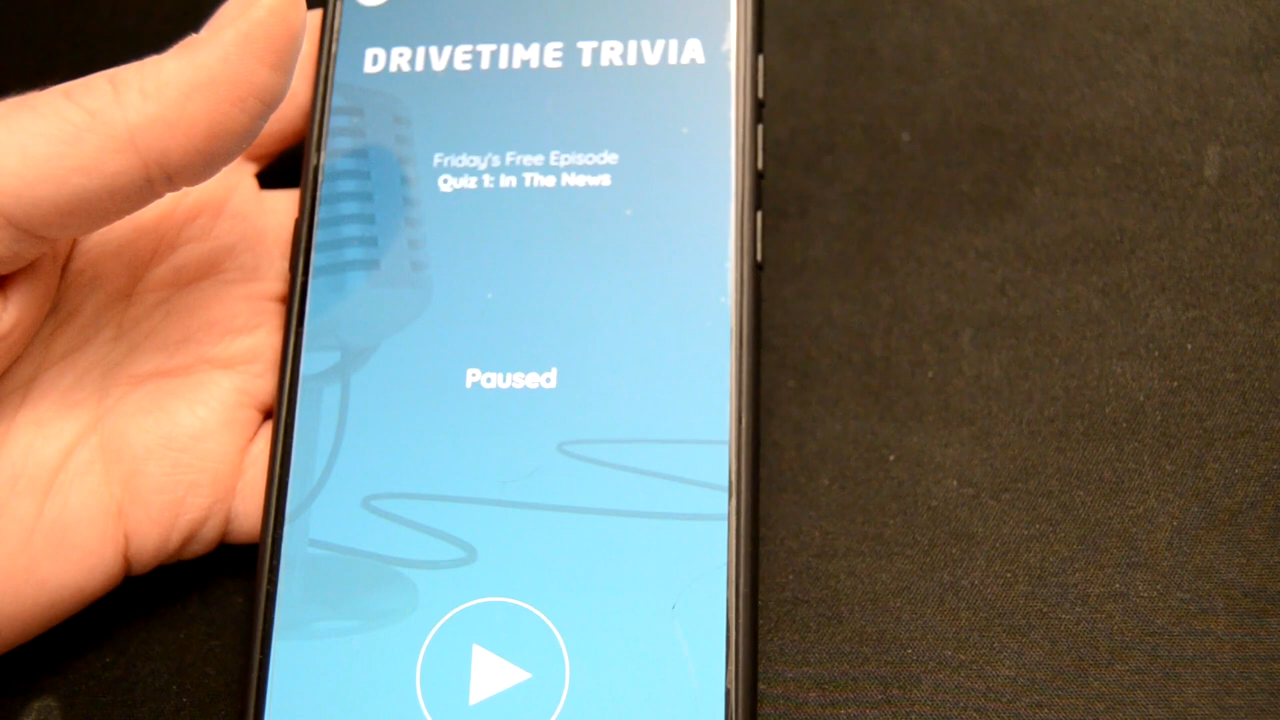 DRIVETIME TRIVIA
Friday's Free Episode
Quiz 1: In The News
Paused